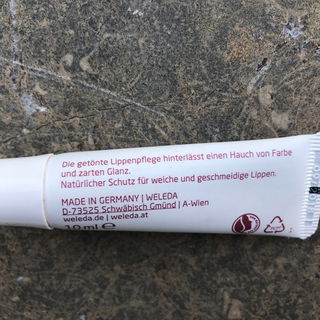 Die getönte Lippenpflege hinterlässt einen Hauch von Farbe
und zarten Glanz.
Natürlicher Schutz für weiche und geschmeidige Lippen.
MADE IN GERMANY | WELEDA
D-73525 Schwäbisch Gmünd | A-Wien
weleda.de | weleda.at
10 ml e